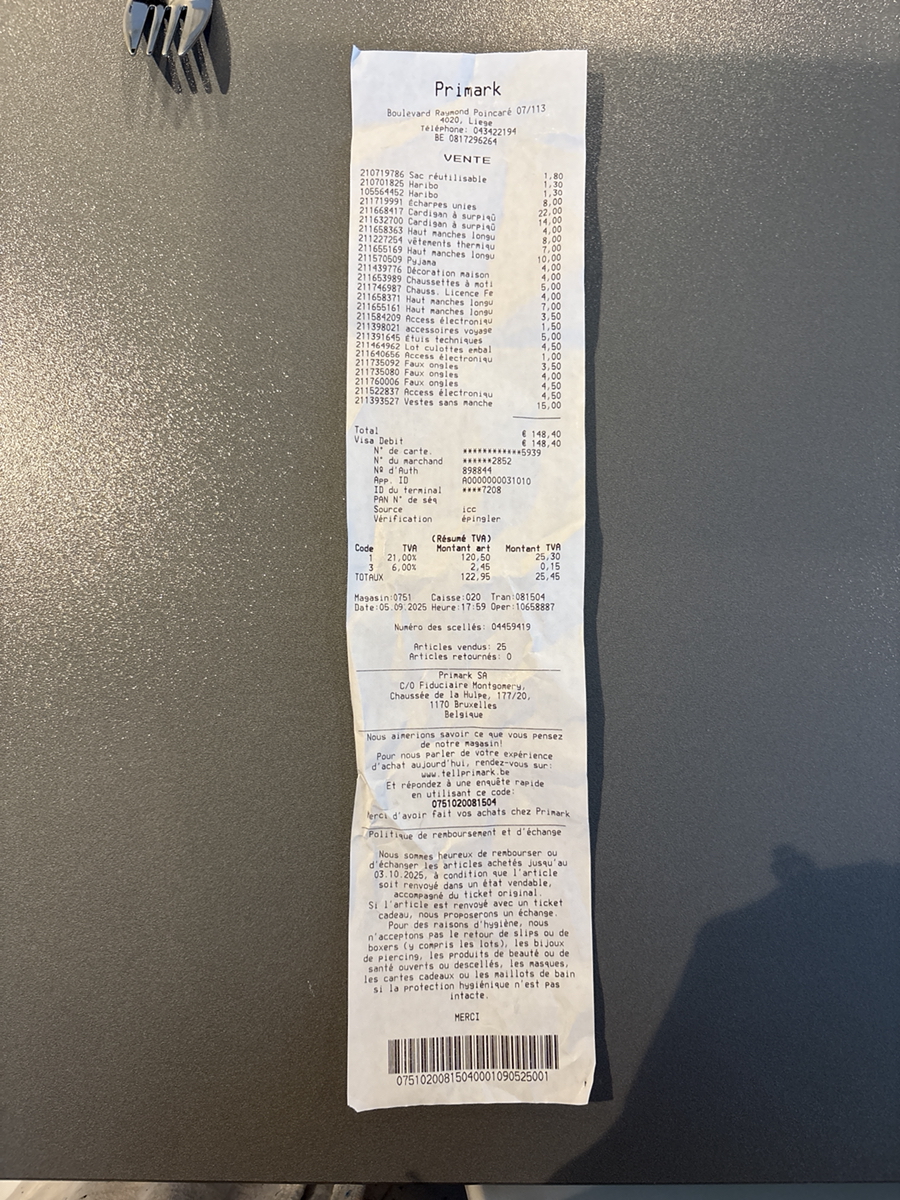 Primark
Boulevard Raymond Poincaré 07/113
4020, Liege
Téléphone: 043422194
BE 0817296264
VENTE
210719786 Sac réutilisable 1,80
210701825 Haribo 1,30
105564452 Haribo 1,30
211719991 Écharpes unies 8,00
211668417 Cardigan à surpiqû 22,00
211632700 Cardigan à surpiqû 14,00
211658363 Haut manches longu 4,00
211227254 vêtements thermiqu 8,00
211655169 Haut manches longu 7,00
211570509 Pyjama 10,00
211439776 Décoration maison 4,00
211653989 Chaussettes à moti 4,00
211746987 Chauss. Licence Fe 5,00
211658371 Haut manches longu 4,00
211655161 Haut manches longu 7,00
211584209 Access électroniqu 3,50
211398021 accessoires voyage 1,50
211391645 Étuis techniques 5,00
211464962 Lot culottes embal 4,50
211640656 Access électroniqu 1,00
211735092 Faux ongles 3,50
211735080 Faux ongles 4,00
211760006 Faux ongles 4,50
211522837 Access électroniqu 4,50
211393527 Vestes sans manche 15,00
Total € 148,40
Visa Debit € 148,40
N° de carte. ************5939
N° du marchand ******2852
Nº d'Auth 898844
App. ID A0000000031010
ID du terminal ****7208
PAN N° de séq
Source icc
Vérification épingler
(Résumé TVA)
Code TVA Montant art Montant TVA
1 21,00% 120,50 25,30
3 6,00% 2,45 0,15
TOTAUX 122,95 25,45
Magasin:0751 Caisse:020 Tran:081504
Date:05.09.2025 Heure:17:59 Oper:10658887
Numéro des scellés: 04459419
Articles vendus: 25
Articles retournés: 0
Primark SA
C/O Fiduciaire Montgomery,
Chaussée de la Hulpe, 177/20,
1170 Bruxelles
Belgique
Nous aimerions savoir ce que vous pensez
de notre magasin!
Pour nous parler de votre expérience
d'achat aujourd'hui, rendez-vous sur:
www.tellprimark.be
Et répondez à une enquête rapide
en utilisant ce code:
0751020081504
Merci d'avoir fait vos achats chez Primark
Politique de remboursement et d'échange
Nous sommes heureux de rembourser ou
d'échanger les articles achetés jusqu'au
03.10.2025, à condition que l'article
soit renvoyé dans un état vendable,
accompagné du ticket original.
Si l'article est renvoyé avec un ticket
cadeau, nous proposerons un échange.
Pour des raisons d'hygiène, nous
n'acceptons pas le retour de slips ou de
boxers (y compris les lots), les bijoux
de piercing, les produits de beauté ou de
santé ouverts ou descellés, les masques,
les cartes cadeaux ou les maillots de bain
si la protection hygiénique n'est pas
intacte.
MERCI
07510200815040001090525001